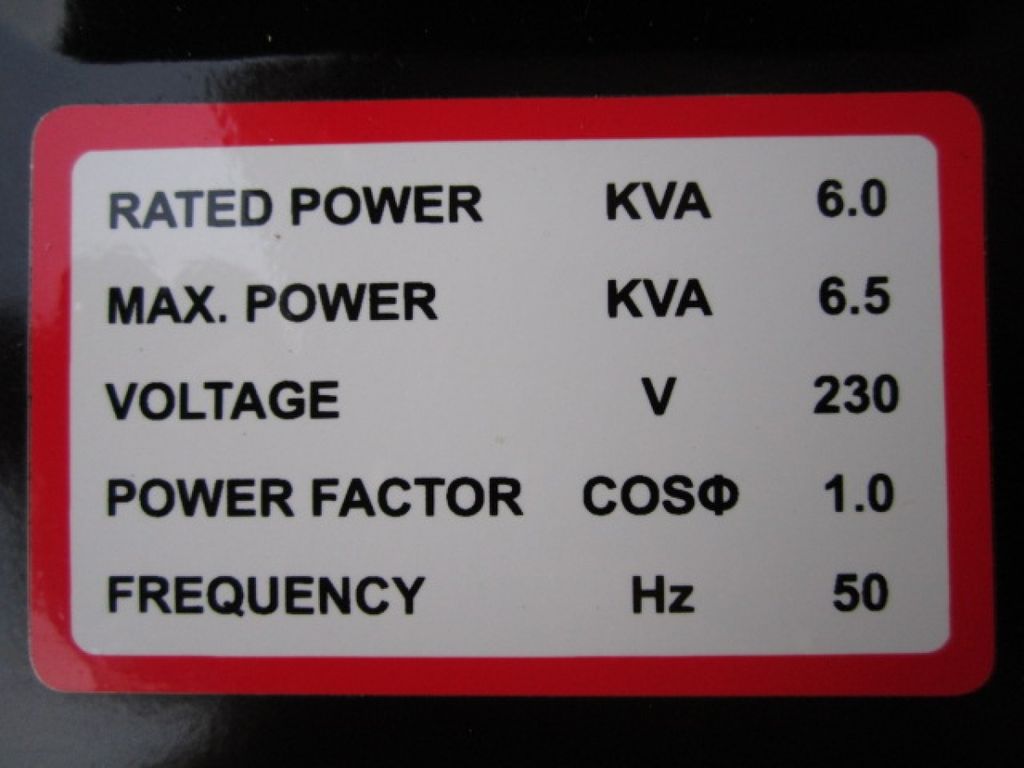 RATED POWER KVA 6.0
MAX. POWER KVA 6.5
VOLTAGE V 230
POWER FACTOR COSΦ 1.0
FREQUENCY Hz 50